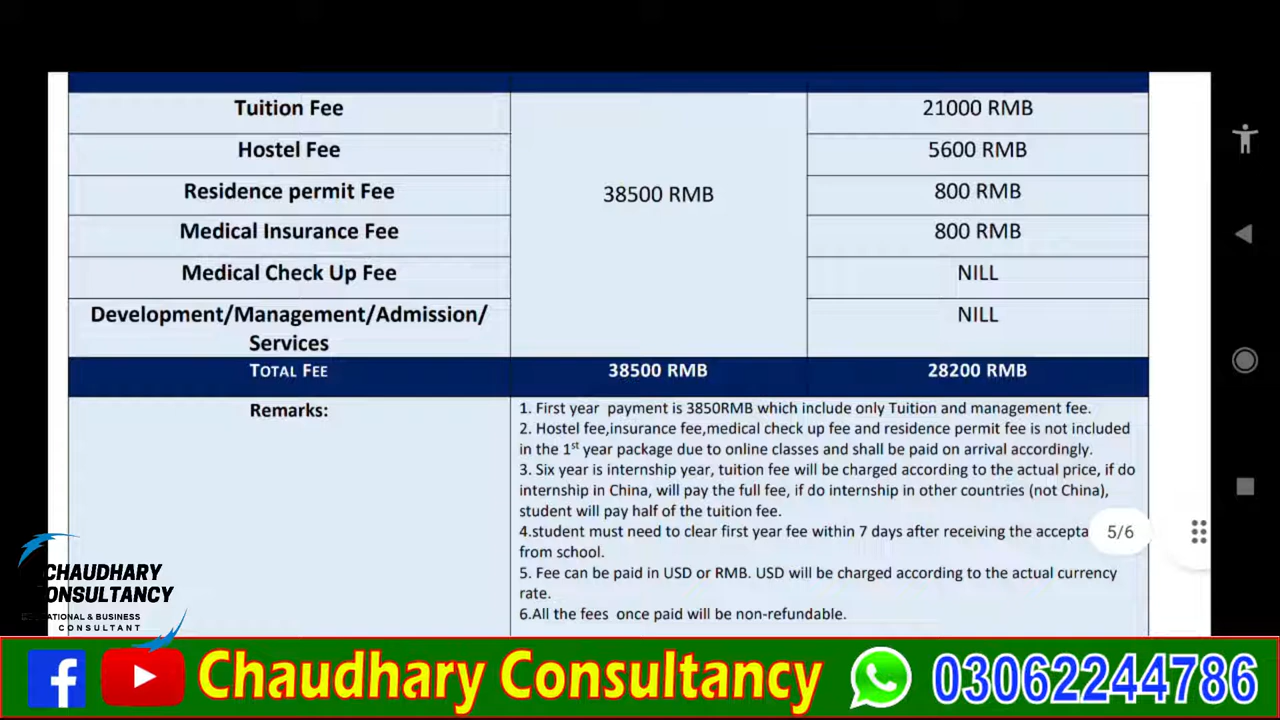 Tuition Fee
21000 RMB
Hostel Fee
5600 RMB
38500 RMB
Residence permit Fee
800 RMB
Medical Insurance Fee
800 RMB
Medical Check Up Fee
NILL
Development/Management/Admission/
Services
NILL
TOTAL FEE
38500 RMB
28200 RMB
Remarks:
1. First year payment is 3850RMB which include only Tuition and management fee.
2. Hostel fee,insurance fee,medical check up fee and residence permit fee is not included
in the 1st year package due to online classes and shall be paid on arrival accordingly.
3. Six year is internship year, tuition fee will be charged according to the actual price, if do
internship in China, will pay the full fee, if do internship in other countries (not China),
student will pay half of the tuition fee.
4.student must need to clear first year fee within 7 days after receiving the accepta
from school.
5. Fee can be paid in USD or RMB. USD will be charged according to the actual currency
rate.
6.All the fees once paid will be non-refundable.
5/6
CHAUDHARY
CONSULTANCY
ATIONAL & BUSINESS
CONSULTANT
Chaudhary Consultancy
03062244786